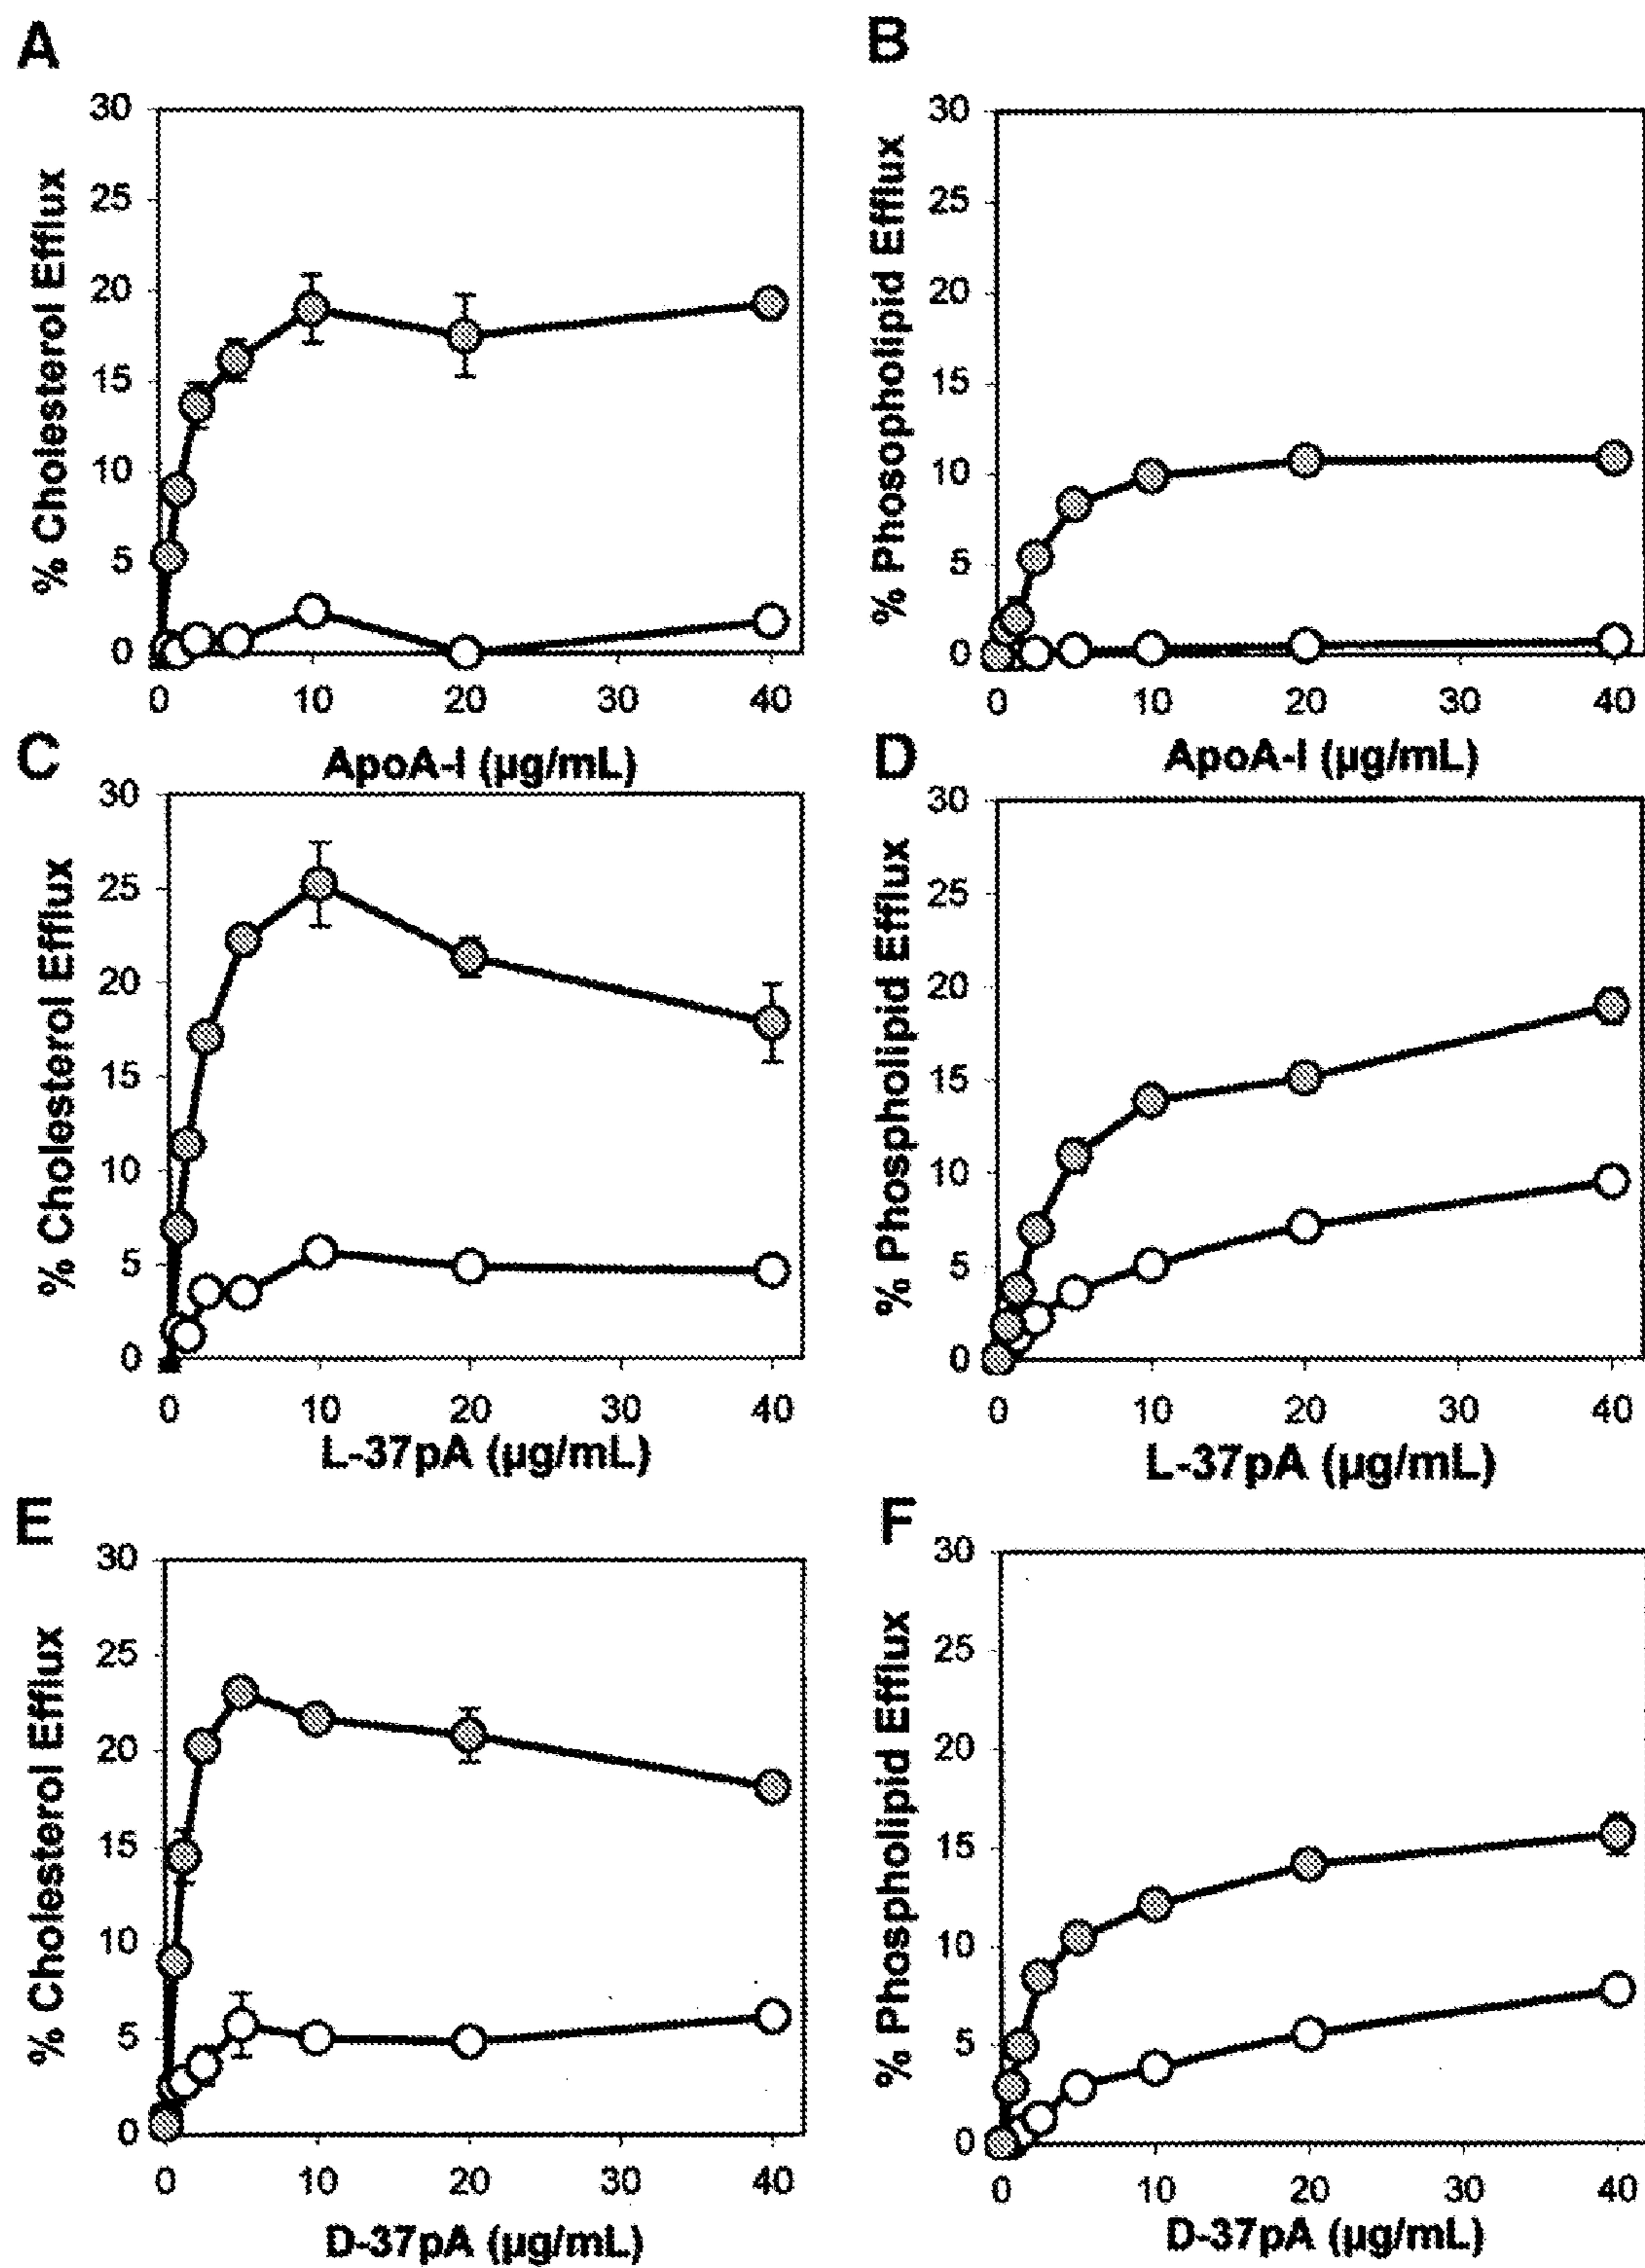 A
B
30
25
20
15
10
5
0
% Cholesterol Efflux
0 10 20 30 40
ApoA-I (µg/mL)
30
25
20
15
10
5
0
% Phosopholipid Efflux
0 10 20 30 40
ApoA-I (µg/mL)
C
D
30
25
20
15
10
5
0
% Cholesterol Efflux
0 10 20 30 40
L-37pA (µg/mL)
30
25
20
15
10
5
0
% Phospholipid Efflux
0 10 20 30 40
L-37pA (µg/mL)
E
F
30
25
20
15
10
5
0
% Cholesterol Efflux
0 10 20 30 40
D-37pA (µg/mL)
30
25
20
15
10
5
0
% Phospholipid Efflux
0 10 20 30 40
D-37pA (µg/mL)